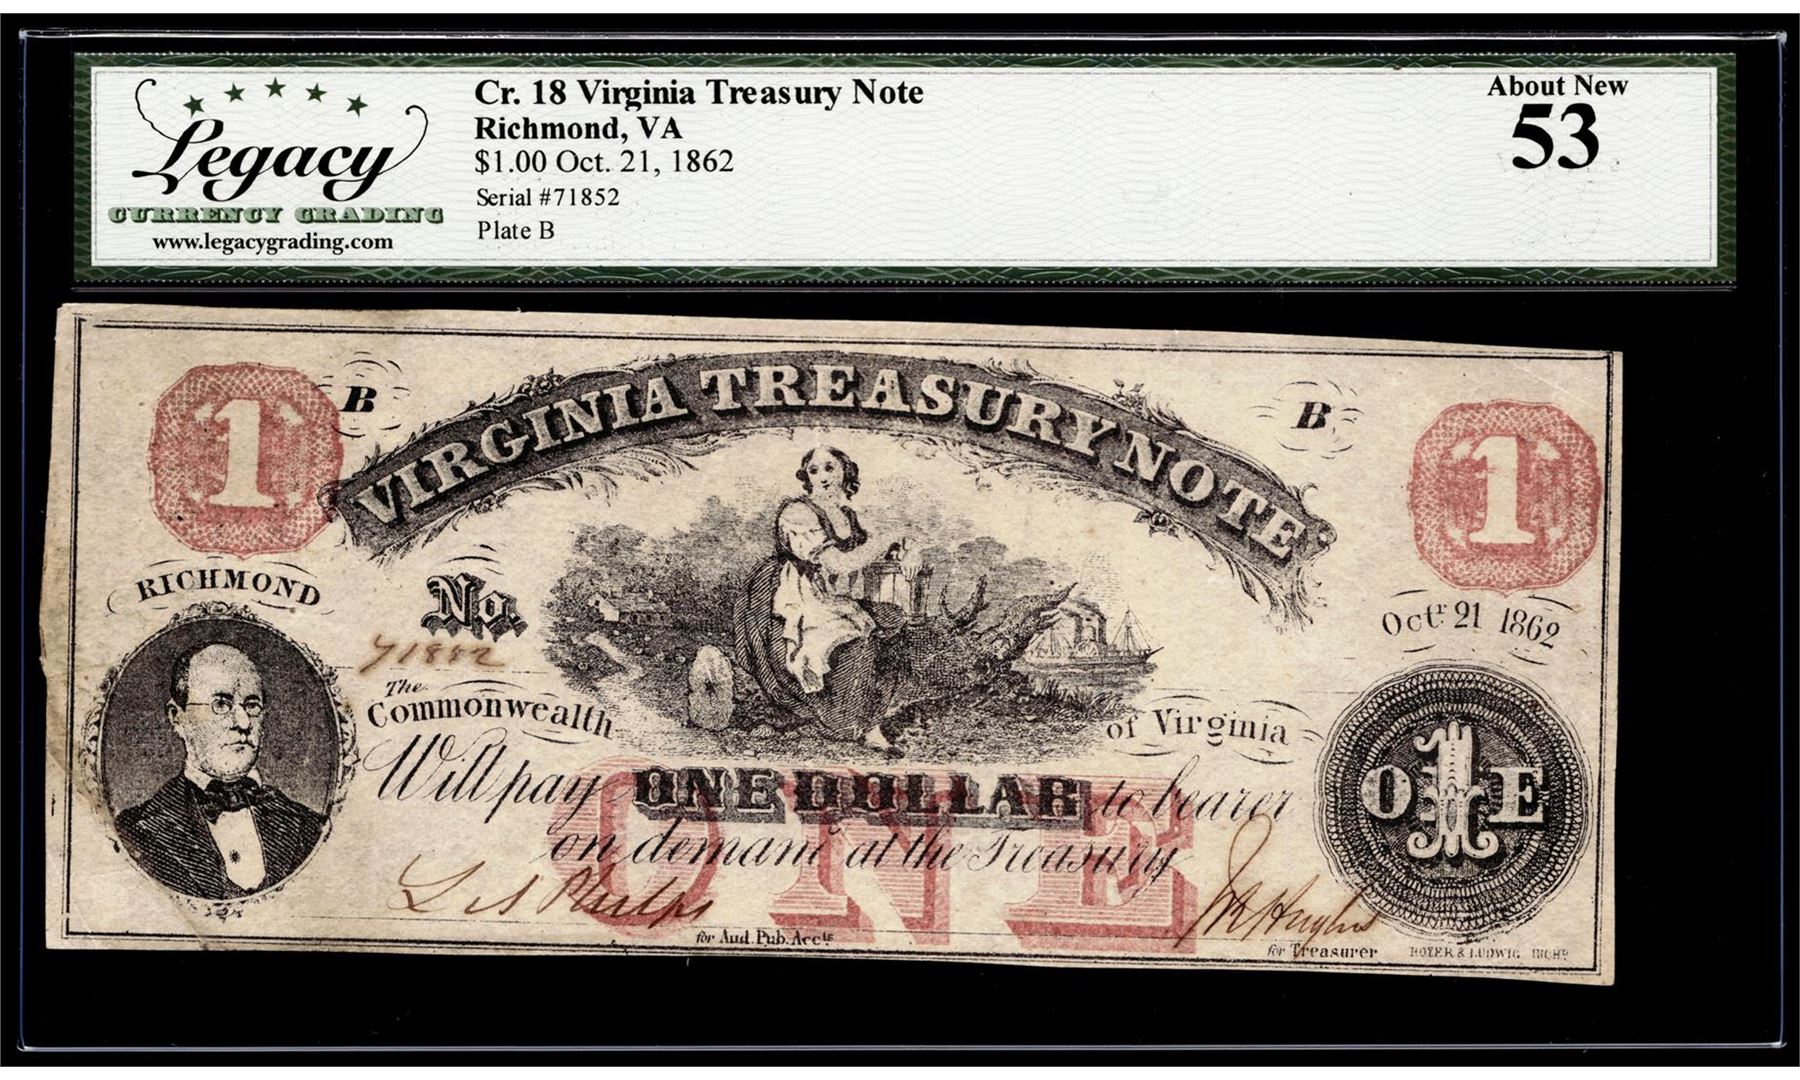 Legacy
CURRENCY GRADING
www.legacygrading.com
Cr. 18 Virginia Treasury Note
Richmond, VA
$1.00 Oct. 21, 1862
Serial #71852
Plate B
About New
53
1
B
VIRGINIA TREASURY NOTE
B
1
RICHMOND
No.
71852
Octr 21 1862
The
Commonwealth
of Virginia
Will pay ONE DOLLAR to bearer
on demand at the Treasury
ONE
O 1 E
for Aud. Pub. Accts
for Treasurer
HOYER & LUDWIG RICHD